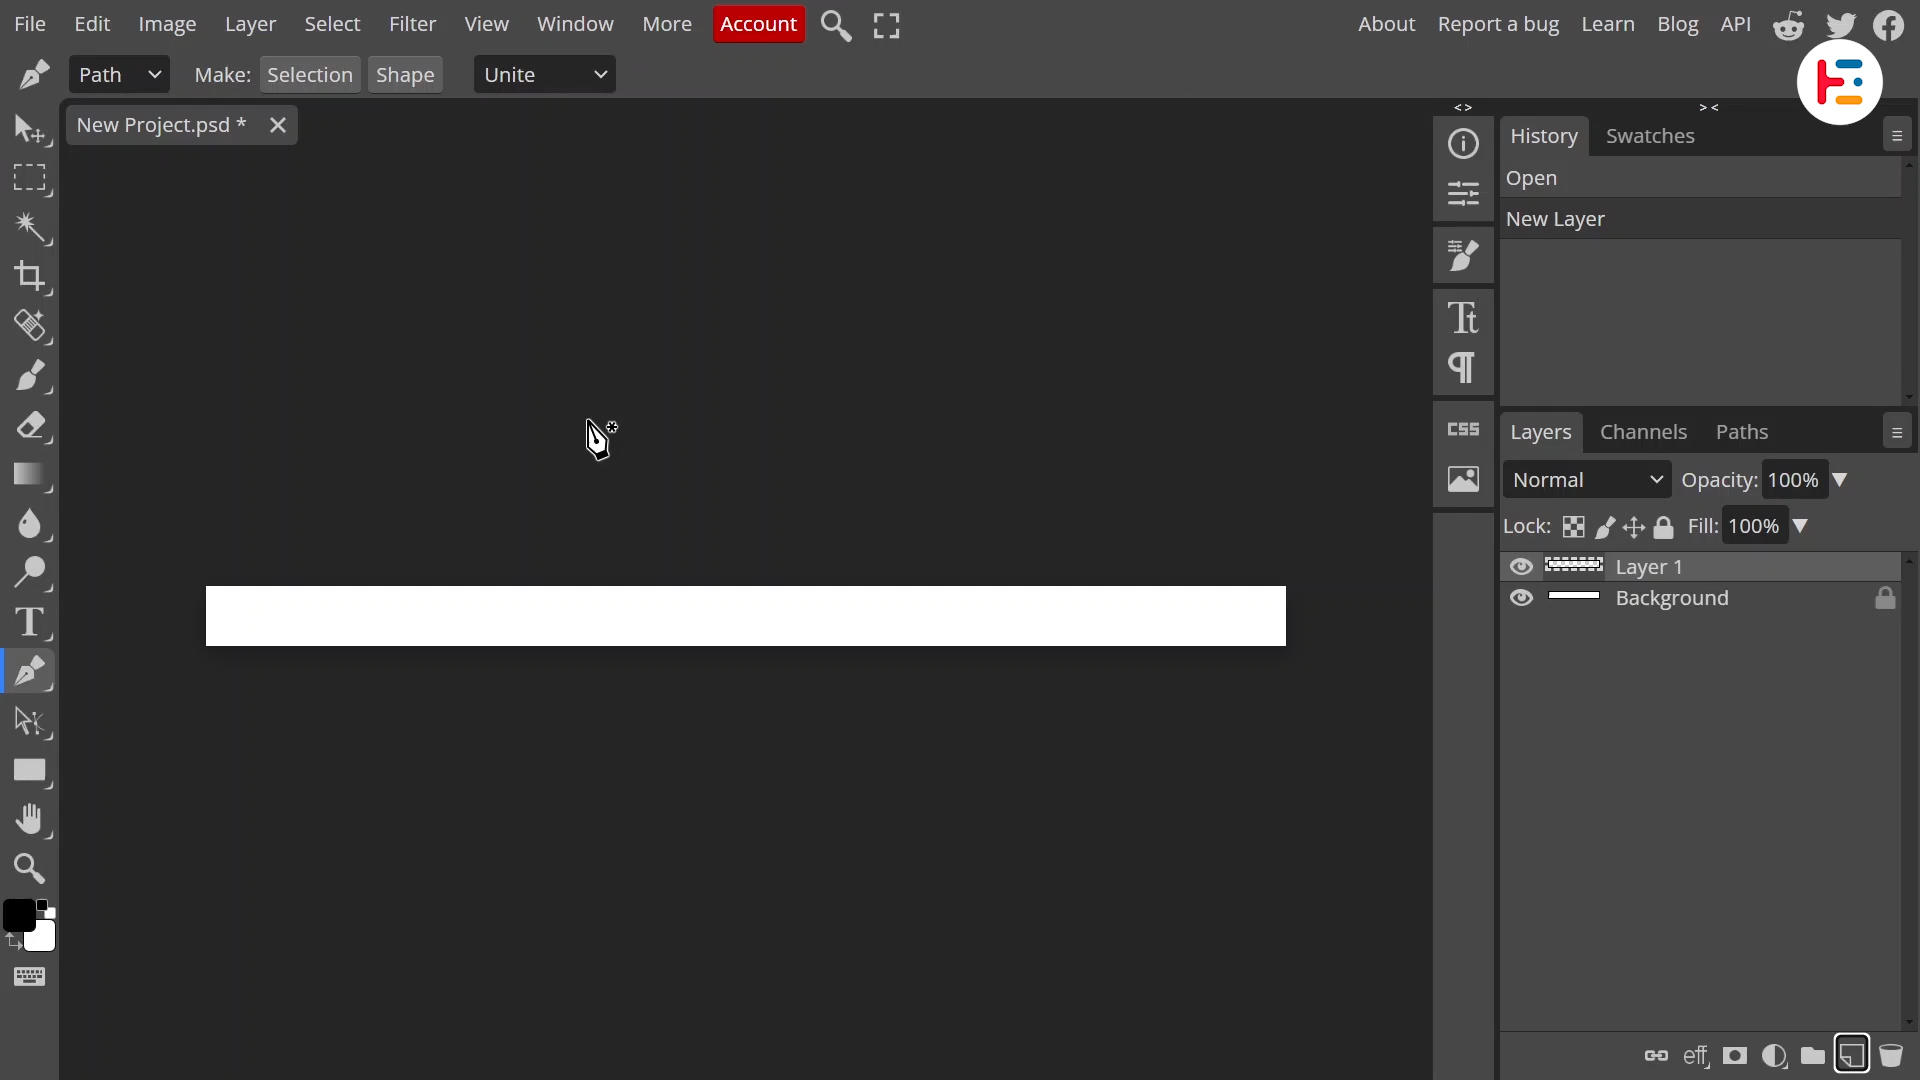 File Edit Image Layer Select Filter View Window More Account About Report a bug Learn Blog API
Path Make: Selection Shape Unite
New Project.psd *
< > > <
History Swatches
Open
New Layer
CSS
Layers Channels Paths
Normal Opacity: 100%
Lock: Fill: 100%
Layer 1
Background
eff